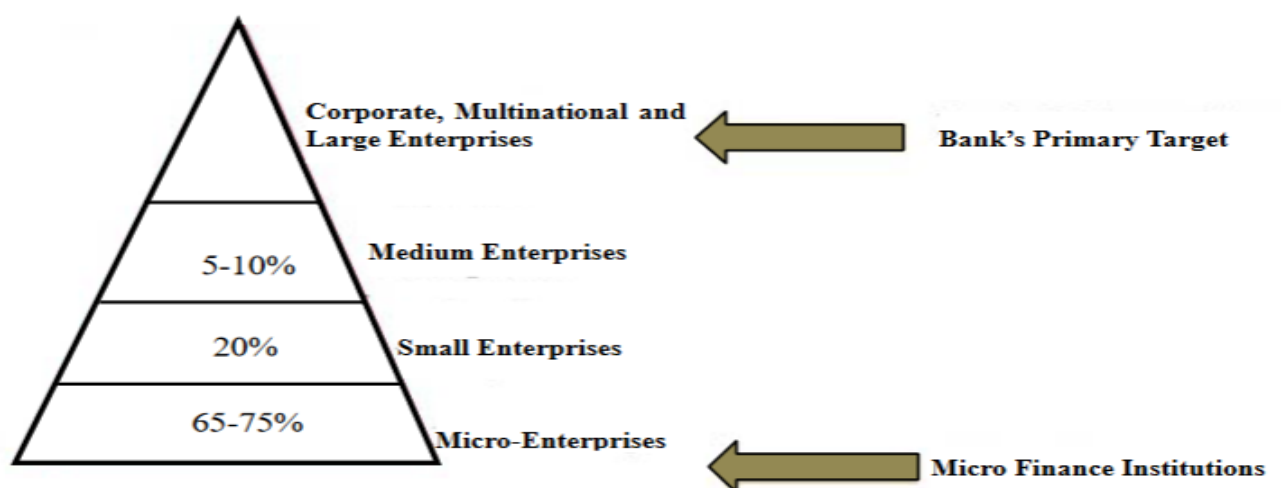 Corporate, Multinational and
Large Enterprises
Bank's Primary Target
5-10%
Medium Enterprises
20%
Small Enterprises
65-75%
Micro-Enterprises
Micro Finance Institutions